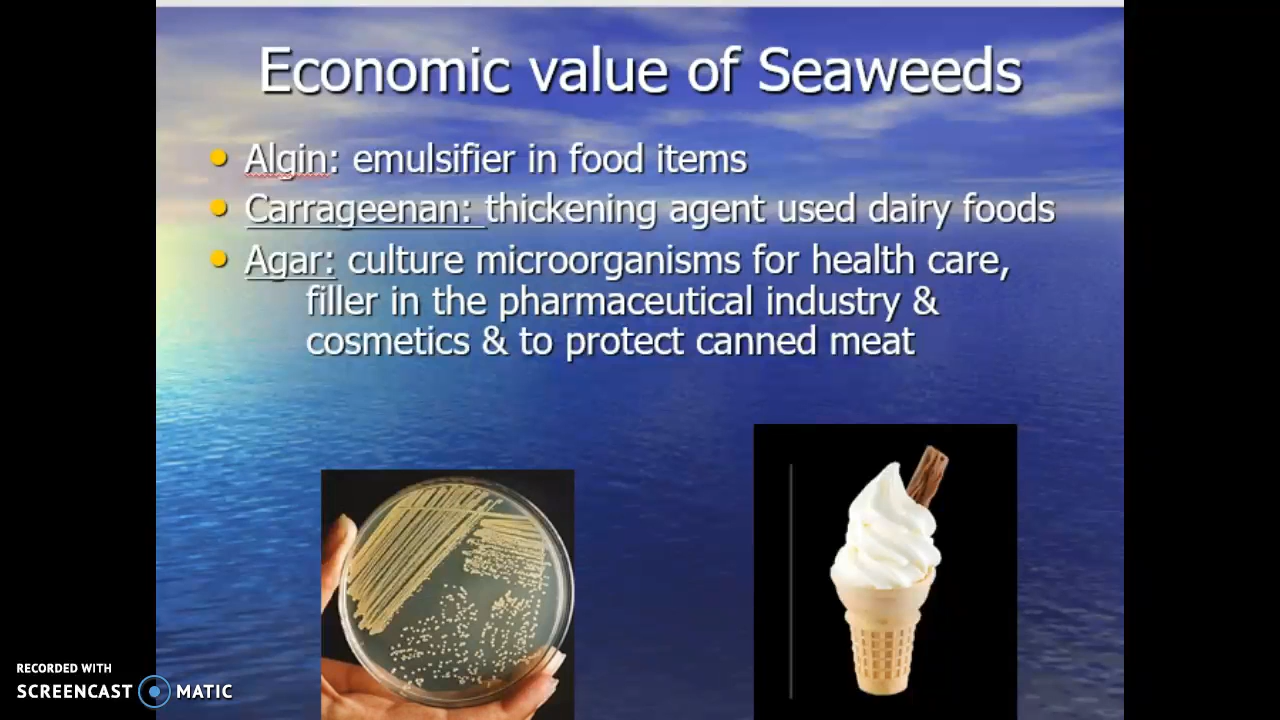 Economic value of Seaweeds
Algin: emulsifier in food items
Carrageenan: thickening agent used dairy foods
Agar: culture microorganisms for health care,
filler in the pharmaceutical industry &
cosmetics & to protect canned meat
RECORDED WITH
SCREENCAST MATIC